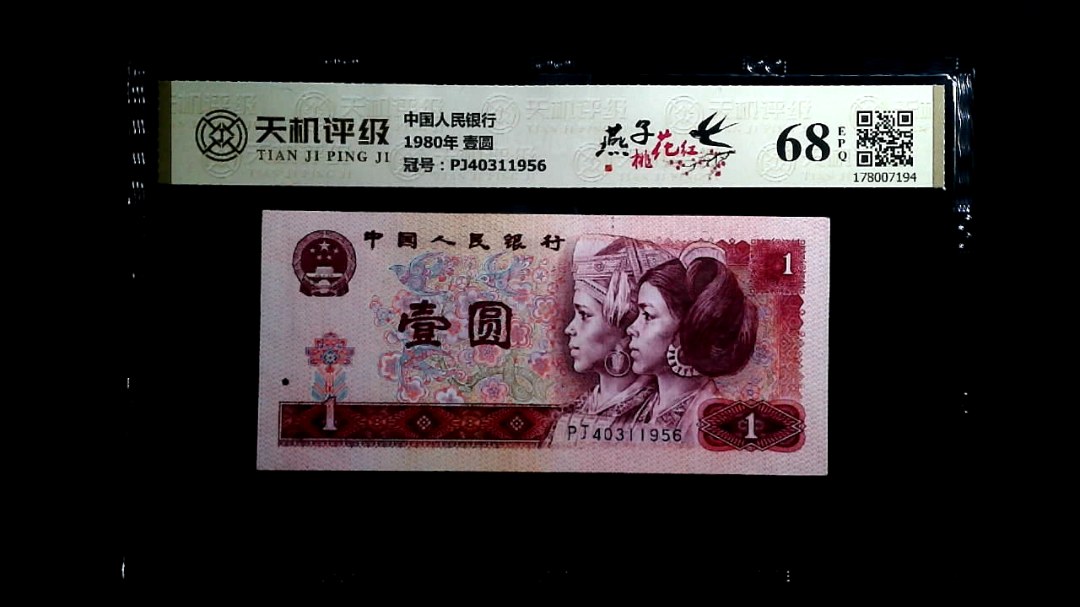 天机评级
TIAN JI PING JI
中国人民银行
1980年 壹圆
冠号：PJ40311956
燕子
桃花红
68
EPQ
178007194
中国人民银行
1
壹圆
1
PJ40311956
1